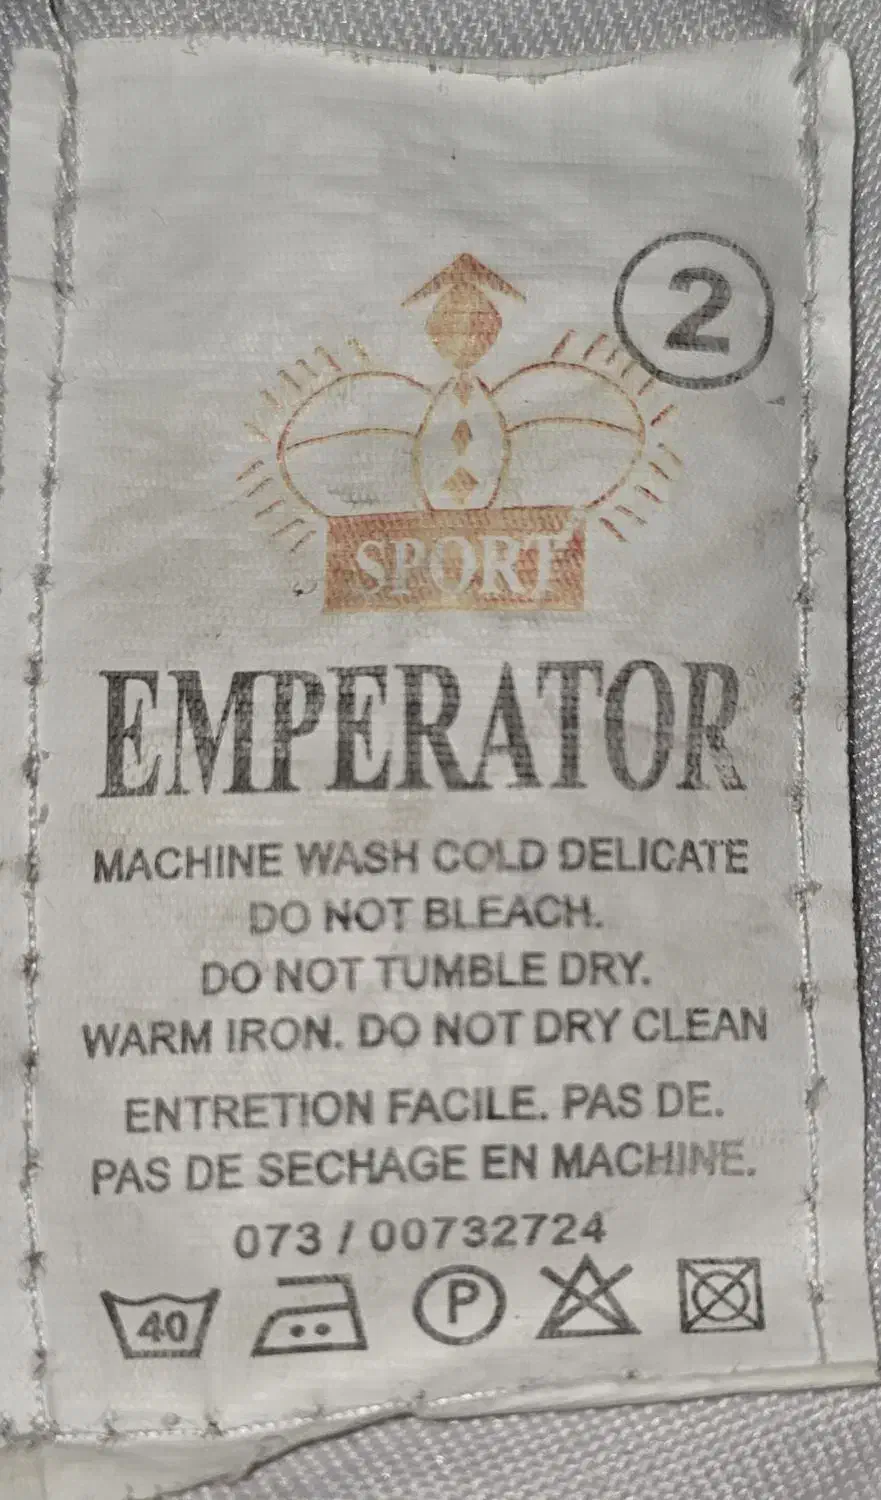 2
SPORT
EMPERATOR
MACHINE WASH COLD DELICATE
DO NOT BLEACH.
DO NOT TUMBLE DRY.
WARM IRON. DO NOT DRY CLEAN
ENTRETION FACILE. PAS DE.
PAS DE SECHAGE EN MACHINE.
073 / 00732724
40 P